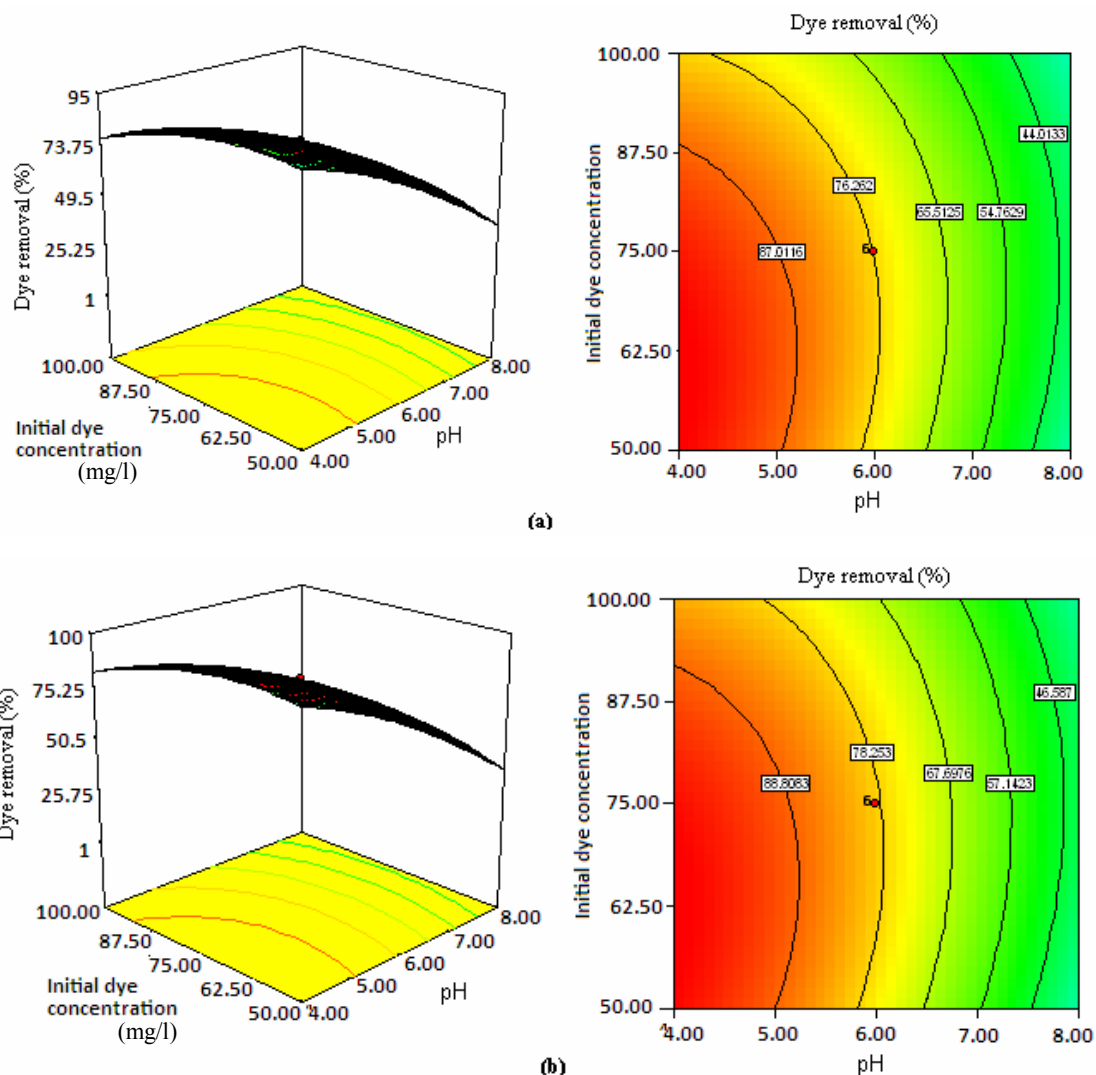 Dye removal (%)
95
73.75
49.5
25.25
1
Dye removal (%)
100.00
87.50
75.00
62.50
50.00
4.00
5.00
6.00
7.00
8.00
Initial dye
concentration
(mg/l)
pH
100.00
87.50
75.00
62.50
50.00
Initial dye concentration
44.0133
76.262
65.5125
54.7629
87.0116
6
4.00 5.00 6.00 7.00 8.00
pH
(a)
Dye removal (%)
100
75.25
50.5
25.75
1
Dye removal (%)
100.00
87.50
75.00
62.50
50.00
4.00
5.00
6.00
7.00
8.00
Initial dye
concentration
(mg/l)
pH
100.00
87.50
75.00
62.50
50.00
Initial dye concentration
46.587
78.253
67.6976
57.1423
88.8083
6
4.00 5.00 6.00 7.00 8.00
pH
(b)